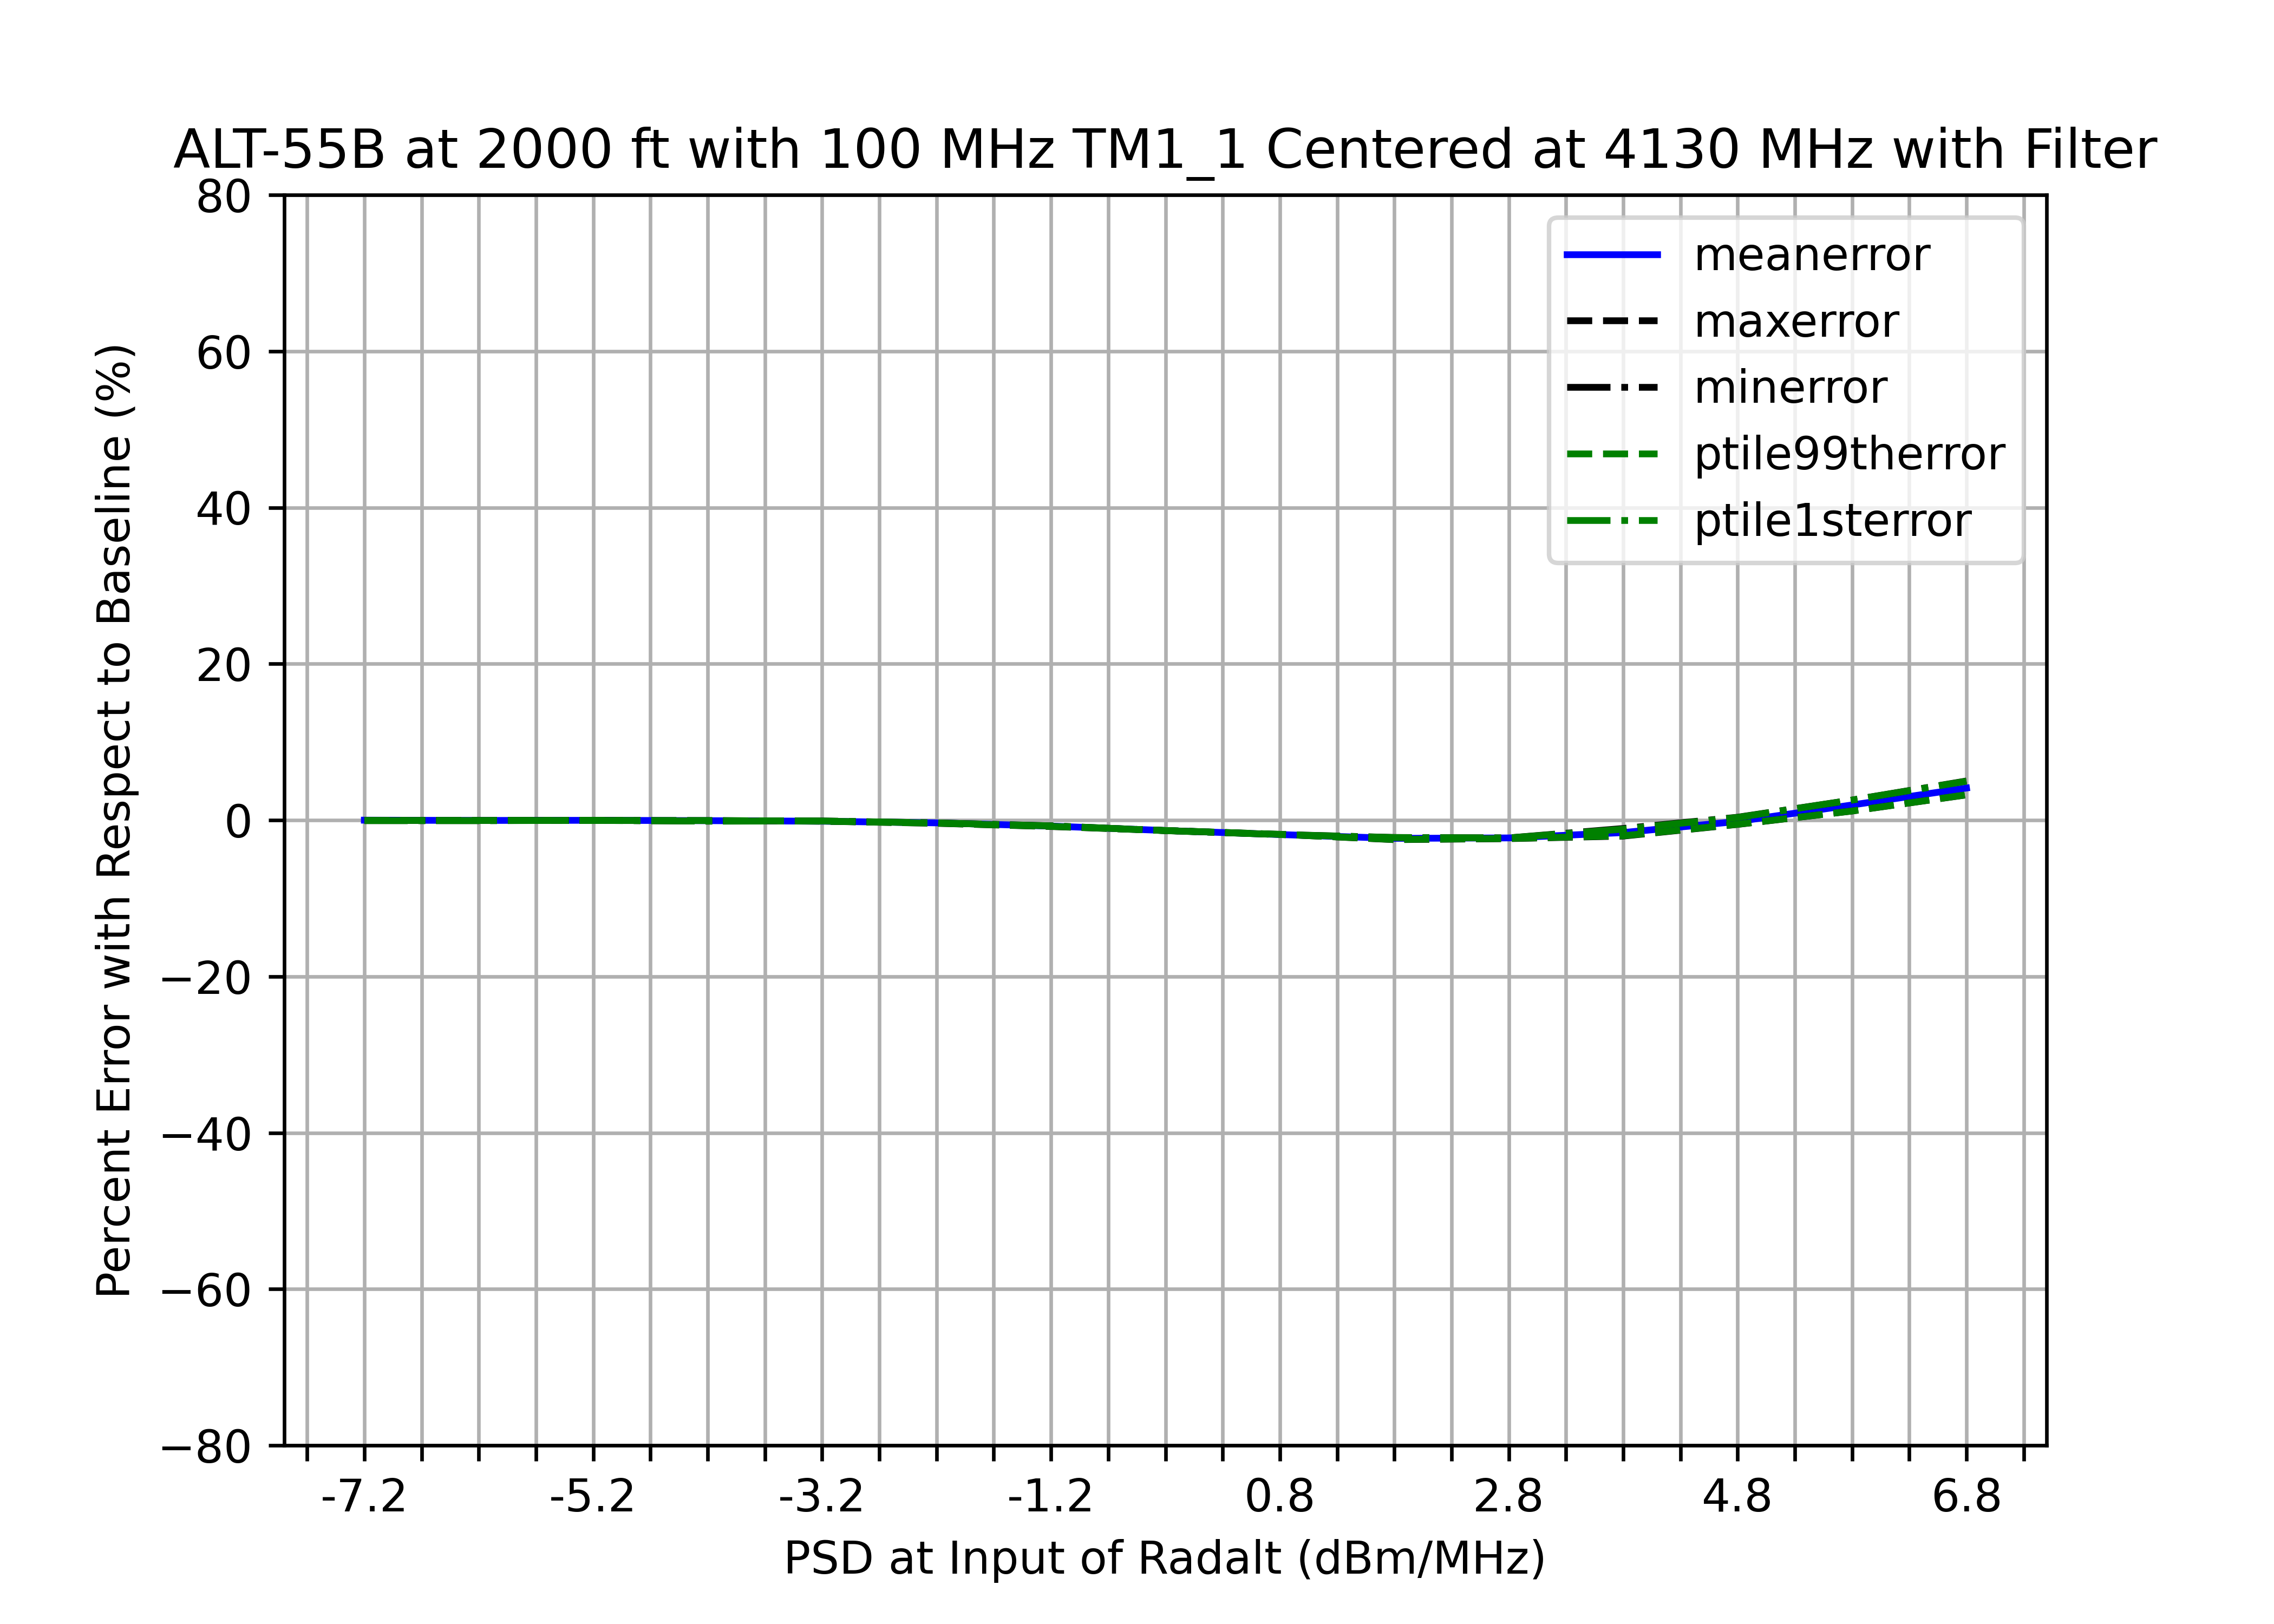 ALT-55B at 2000 ft with 100 MHz TM1_1 Centered at 4130 MHz with Filter
80
60
40
20
0
−20
−40
−60
−80
Percent Error with Respect to Baseline (%)
meanerror
maxerror
minerror
ptile99therror
ptile1sterror
-7.2 -5.2 -3.2 -1.2 0.8 2.8 4.8 6.8
PSD at Input of Radalt (dBm/MHz)